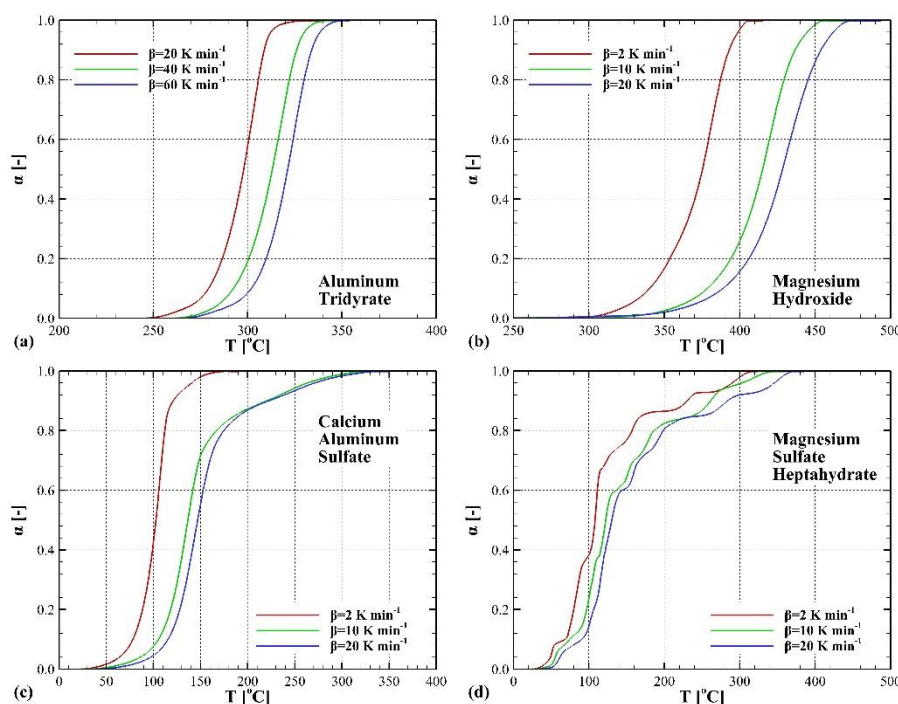 1.0
0.8
0.6
0.4
0.2
0.0
α [-]
β=20 K min⁻¹
β=40 K min⁻¹
β=60 K min⁻¹
Aluminum
Tridyrate
200
250
300
350
400
(a)
T [°C]
1.0
0.8
0.6
0.4
0.2
0.0
α [-]
β=2 K min⁻¹
β=10 K min⁻¹
β=20 K min⁻¹
Magnesium
Hydroxide
250
300
350
400
450
500
(b)
T [°C]
1.0
0.8
0.6
0.4
0.2
0.0
α [-]
Calcium
Aluminum
Sulfate
β=2 K min⁻¹
β=10 K min⁻¹
β=20 K min⁻¹
0
50
100
150
200
250
300
350
400
(c)
T [°C]
1.0
0.8
0.6
0.4
0.2
0.0
α [-]
Magnesium
Sulfate
Heptahydrate
β=2 K min⁻¹
β=10 K min⁻¹
β=20 K min⁻¹
0
100
200
300
400
500
(d)
T [°C]